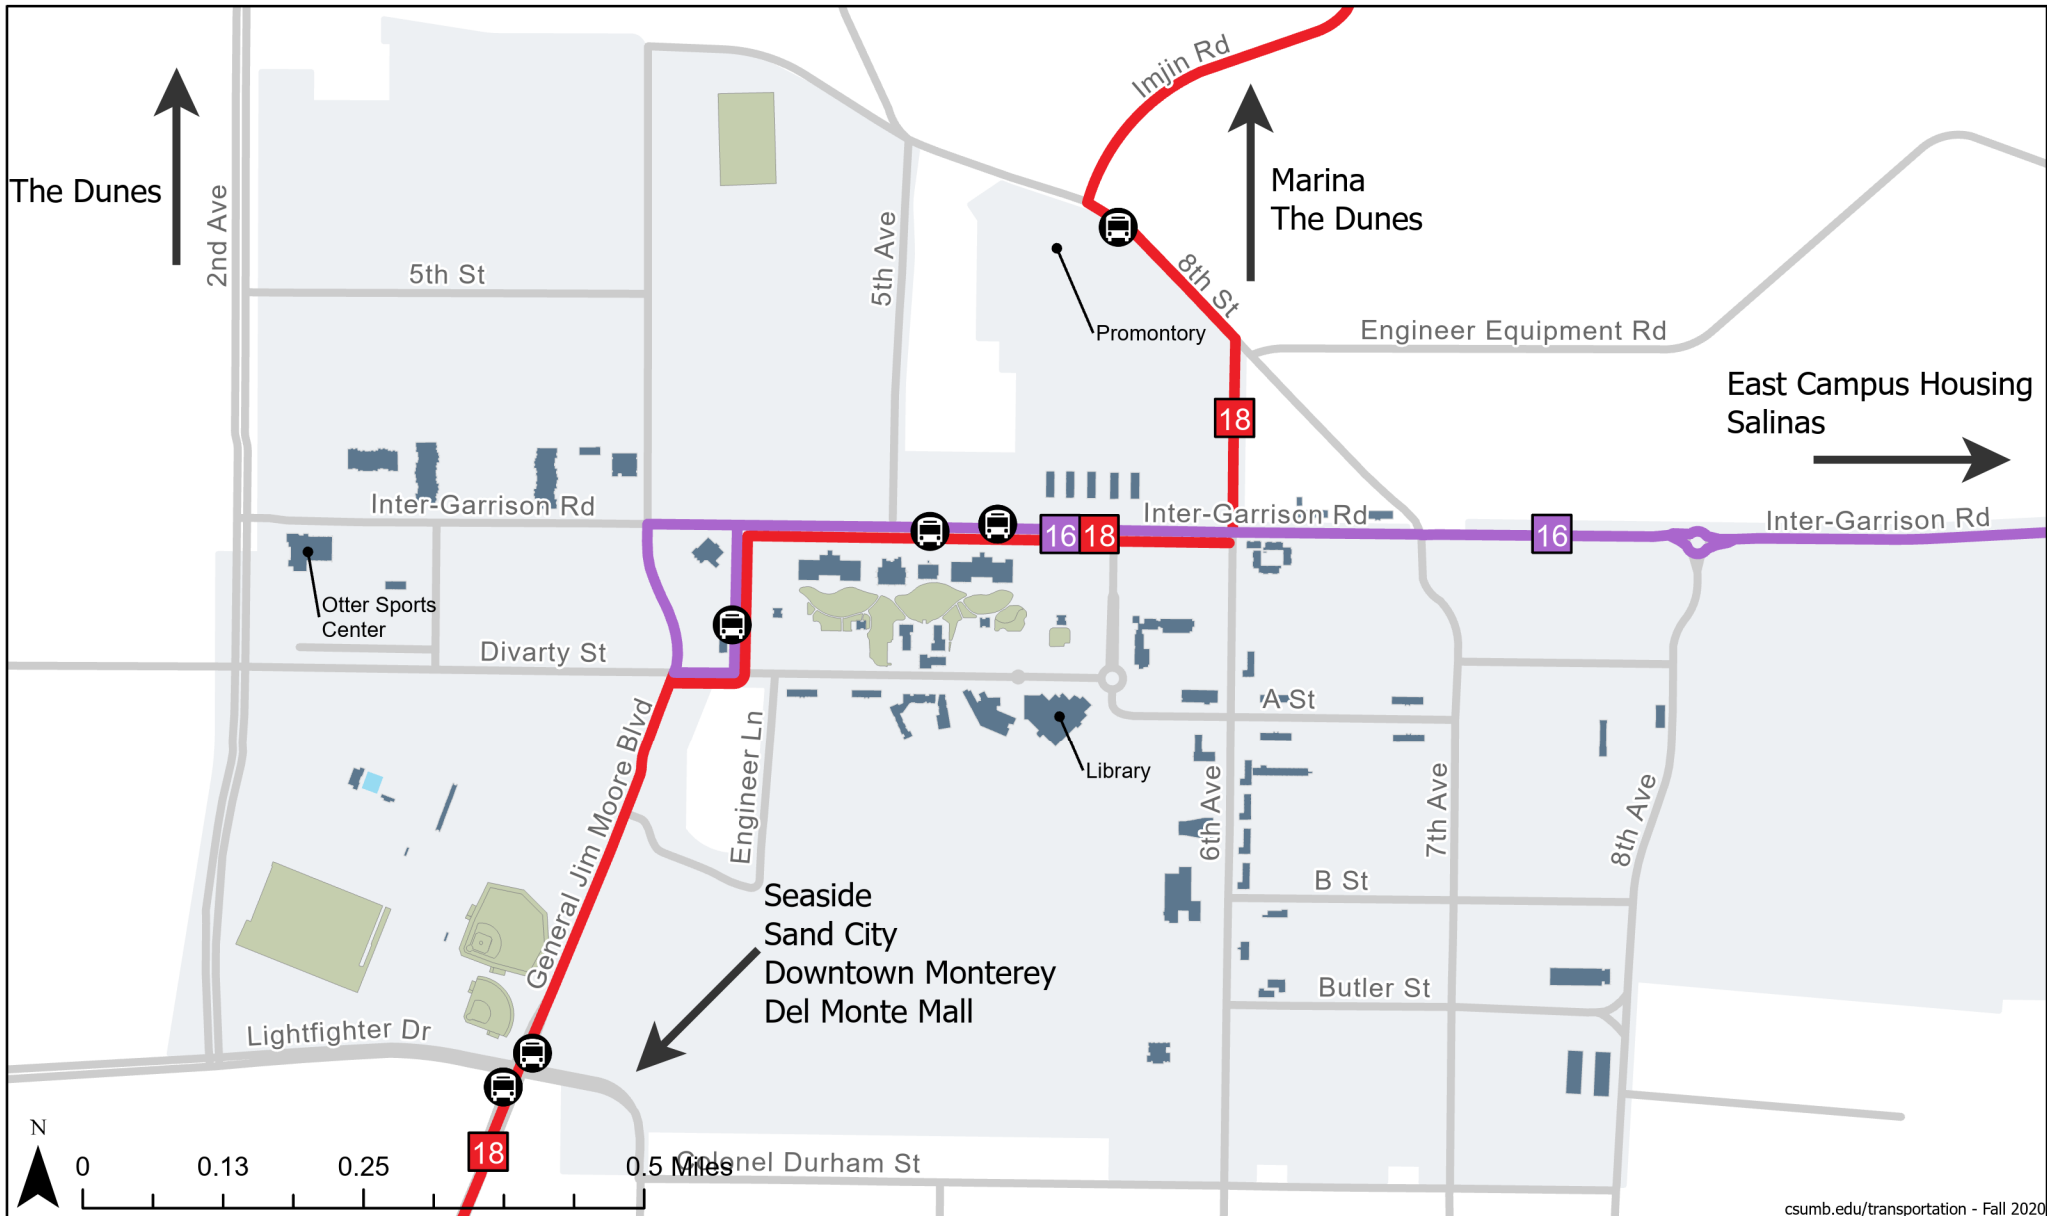 Imjin Rd
The Dunes
2nd Ave
Marina
The Dunes
5th Ave
8th St
5th St
Promontory
Engineer Equipment Rd
East Campus Housing
Salinas
18
Inter-Garrison Rd
Inter-Garrison Rd
16
18
16
Inter-Garrison Rd
Otter Sports
Center
Divarty St
A St
General Jim Moore Blvd
Engineer Ln
Library
6th Ave
7th Ave
8th Ave
B St
Seaside
Sand City
Downtown Monterey
Del Monte Mall
Butler St
Lightfighter Dr
N
18
0
0.13
0.25
0.5 Miles
Colonel Durham St
csumb.edu/transportation - Fall 2020